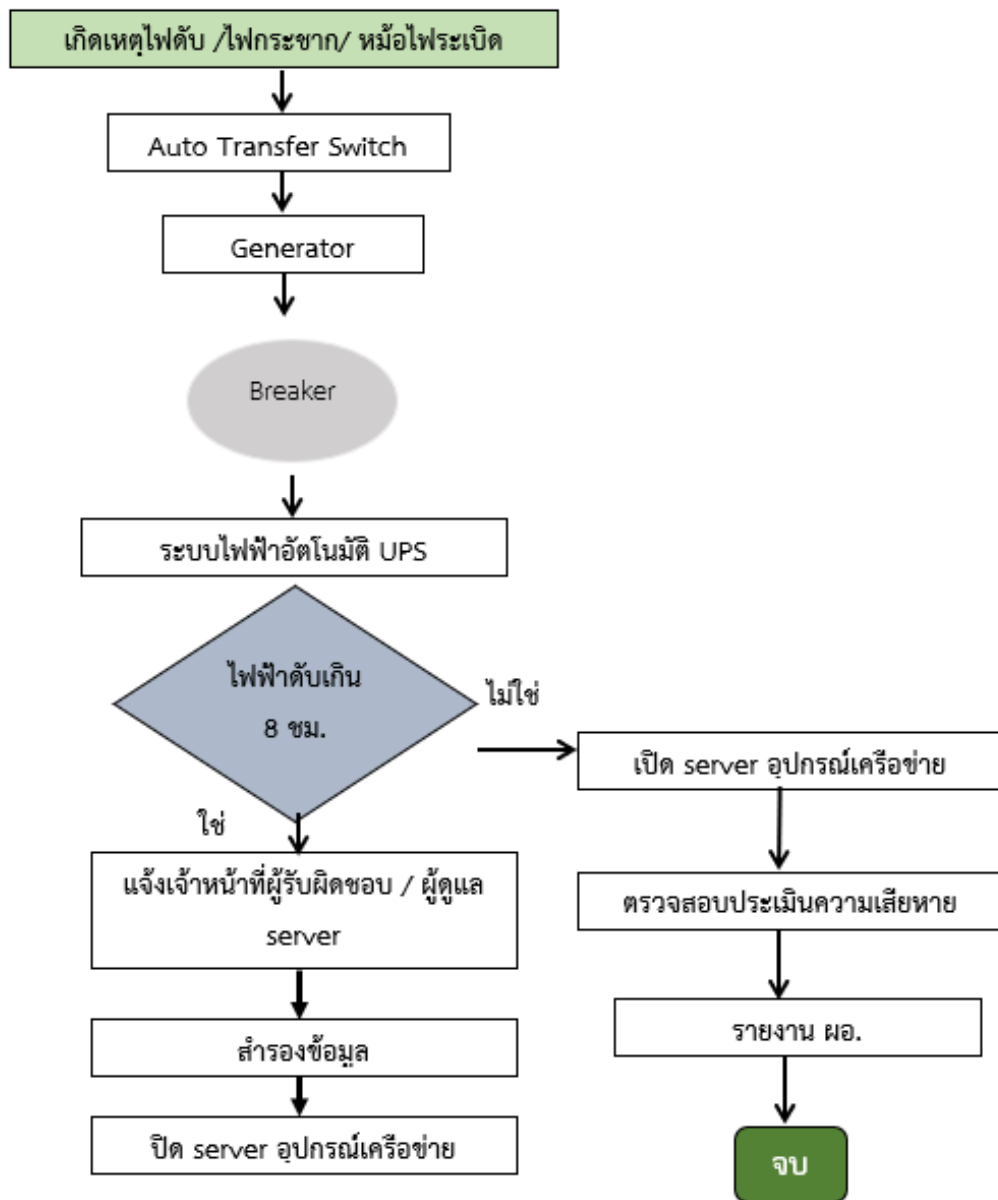 เกิดเหตุไฟดับ /ไฟกระชาก/ หม้อไฟระเบิด
Auto Transfer Switch
Generator
Breaker
ระบบไฟฟ้าอัตโนมัติ UPS
ไฟฟ้าดับเกิน
8 ชม.
ไม่ใช่
เปิด server อุปกรณ์เครือข่าย
ตรวจสอบประเมินความเสียหาย
รายงาน ผอ.
จบ
ใช่
แจ้งเจ้าหน้าที่ผู้รับผิดชอบ / ผู้ดูแล
server
สำรองข้อมูล
ปิด server อุปกรณ์เครือข่าย